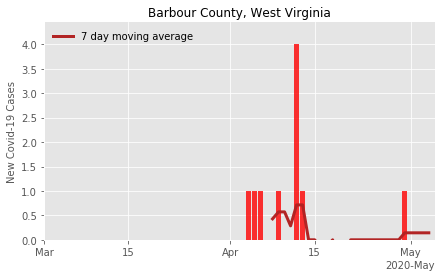 Barbour County, West Virginia
7 day moving average
New Covid-19 Cases
4.0
3.5
3.0
2.5
2.0
1.5
1.0
0.5
0.0
Mar 15 Apr 15 May
2020-May